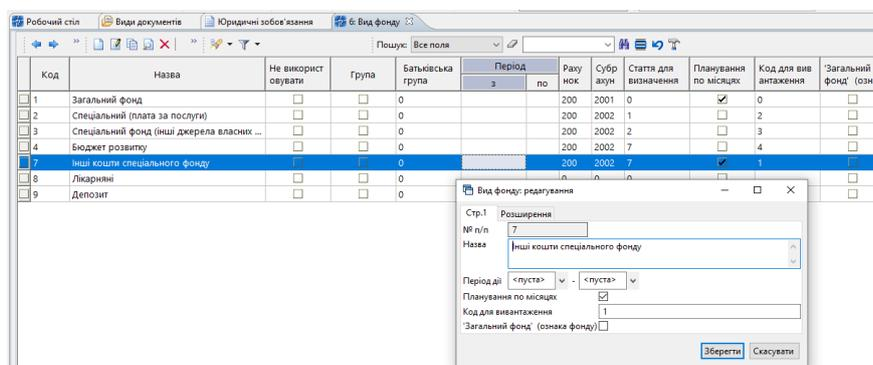 Робочий стіл Види документів Юридичні зобов'язання 6: Вид фонду
Пошук: Все поля
Код Назва Не використовувати Група Батьківська група Період з по Рахунок Субрахун Стаття для визначення Планування по місяцях Код для вивантаження 'Загальний фонд' (озн
1 Загальний фонд 0 200 2001 0 0
2 Спеціальний (плата за послуги) 0 200 2002 1 2
3 Спеціальний фонд (інші джерела власних ... 0 200 2002 2 3
4 Бюджет розвитку 0 200 2002 7 4
7 Інші кошти спеціального фонду 0 200 2002 7 1
8 Лікарняні 0 0 0 0
9 Депозит 0
Вид фонду: редагування
Стр.1 Розширення
№ п/п 7
Назва Інші кошти спеціального фонду
Період дії <пуста> - <пуста>
Планування по місяцях
Код для вивантаження 1
'Загальний фонд' (ознака фонду)
Зберегти Скасувати